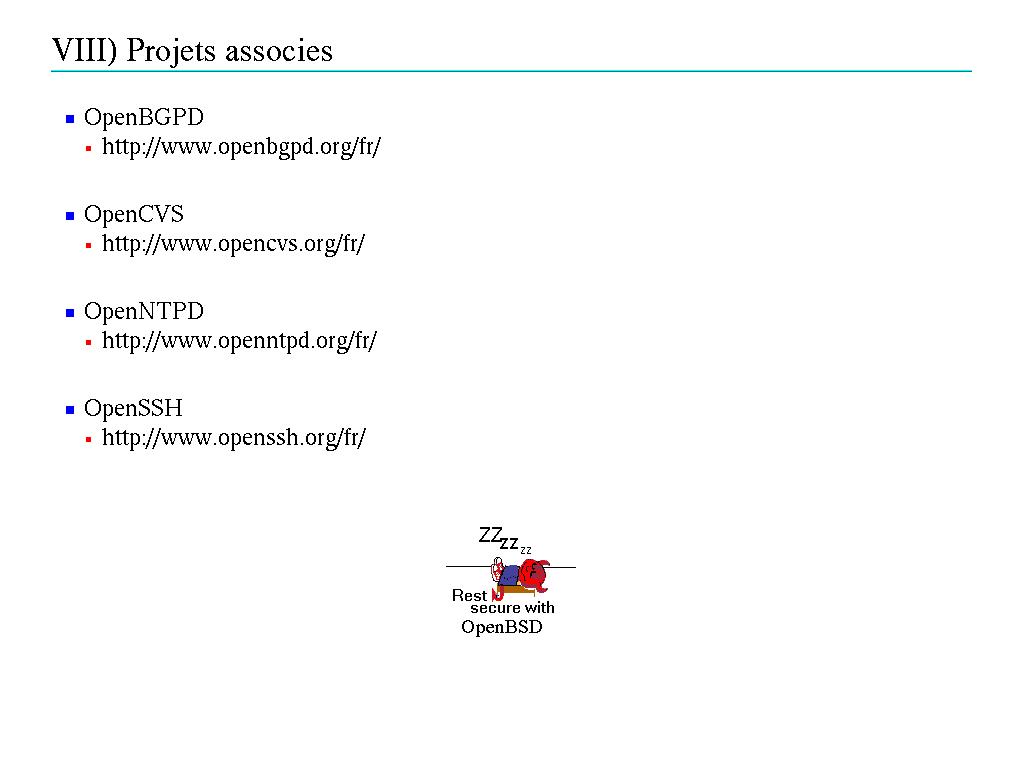 VIII) Projets associes
OpenBGPD
http://www.openbgpd.org/fr/
OpenCVS
http://www.opencvs.org/fr/
OpenNTPD
http://www.openntpd.org/fr/
OpenSSH
http://www.openssh.org/fr/
ZZzzzz
Rest
secure with
OpenBSD